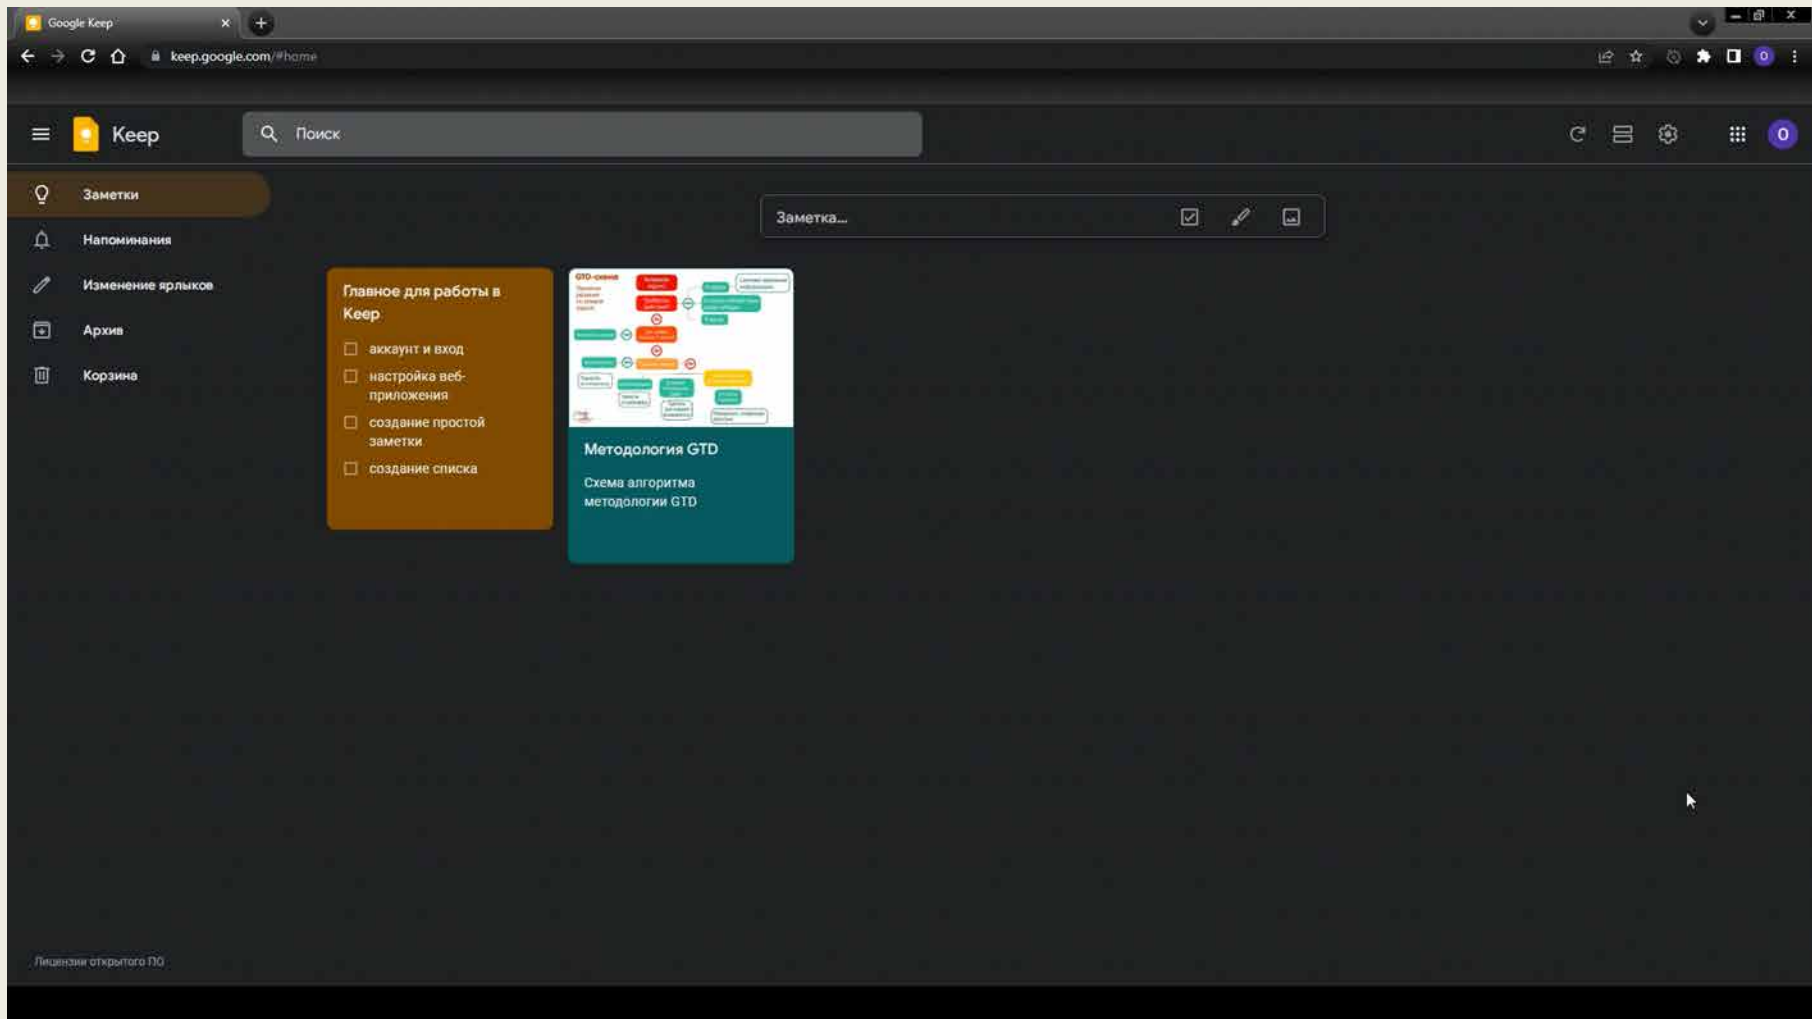 Google Keep
keep.google.com/#home
Keep
Поиск
O
Заметки
Напоминания
Изменение ярлыков
Архив
Корзина
Заметка...
Главное для работы в
Keep
аккаунт и вход
настройка веб-
приложения
создание простой
заметки
создание списка
GTD-схема
Методология GTD
Схема алгоритма
методологии GTD
Лицензии открытого ПО